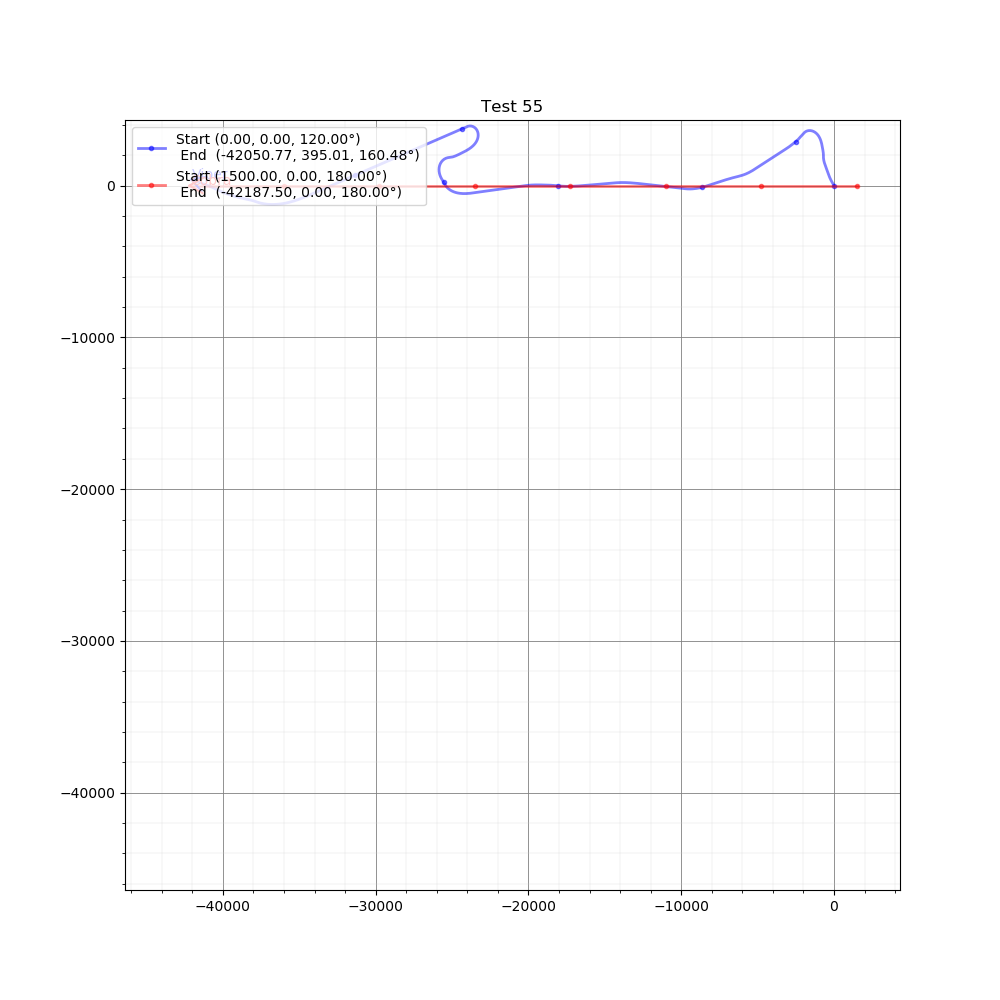 Test 55
Start (0.00, 0.00, 120.00°)
End  (-42050.77, 395.01, 160.48°)
Start (1500.00, 0.00, 180.00°)
End  (-42187.50, 0.00, 180.00°)
0
−10000
−20000
−30000
−40000
−40000 −30000 −20000 −10000 0